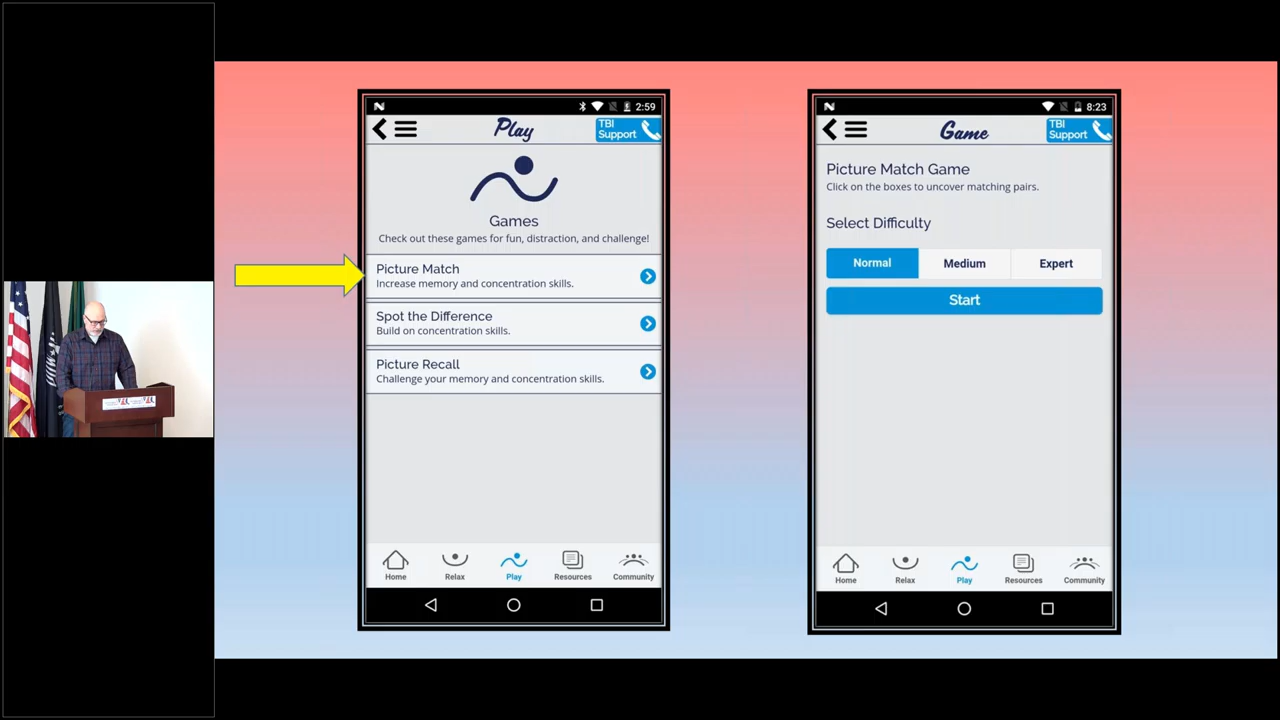 2:59
Play
TBI
Support
Games
Check out these games for fun, distraction, and challenge!
Picture Match
Increase memory and concentration skills.
Spot the Difference
Build on concentration skills.
Picture Recall
Challenge your memory and concentration skills.
Home
Relax
Play
Resources
Community
8:23
Game
TBI
Support
Picture Match Game
Click on the boxes to uncover matching pairs.
Select Difficulty
Normal
Medium
Expert
Start
Home
Relax
Play
Resources
Community